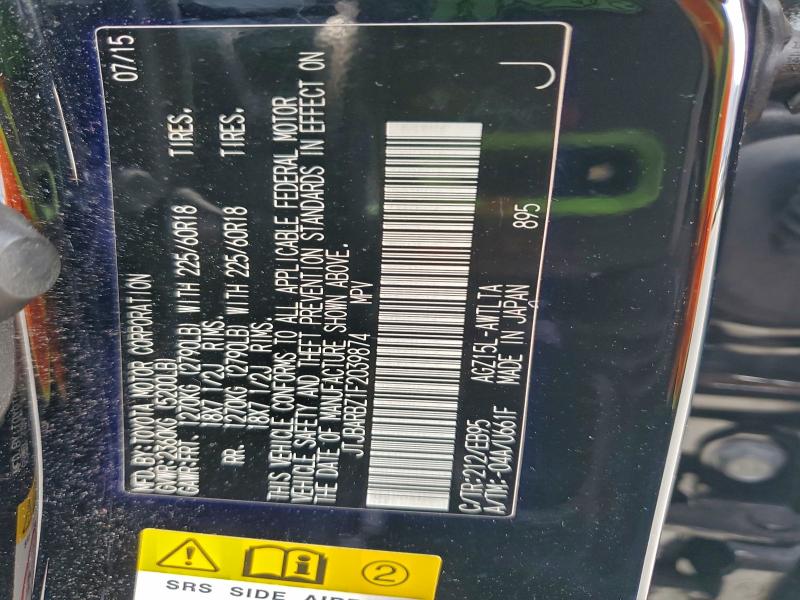 MFD.BY:TOYOTA MOTOR CORPORATION 07/15
GVWR:2360KG (5200LB)
GAWR:FRT. 1270KG (2790LB) WITH 225/60R18 TIRES.
18X7 1/2J RIMS.
RR. 1270KG (2790LB) WITH 225/60R18 TIRES.
18X7 1/2J RIMS.
THIS VEHICLE CONFORMS TO ALL APPLICABLE FEDERAL MOTOR
VEHICLE SAFETY AND THEFT PREVENTION STANDARDS IN EFFECT ON
THE DATE OF MANUFACTURE SHOWN ABOVE.
JTJBARBZ1F2039874 MPV
C/TR:212/EB95 AGZ15L-AWTLTA
A/TM:-04A/U661F MADE IN JAPAN 895
J
2
SRS SIDE